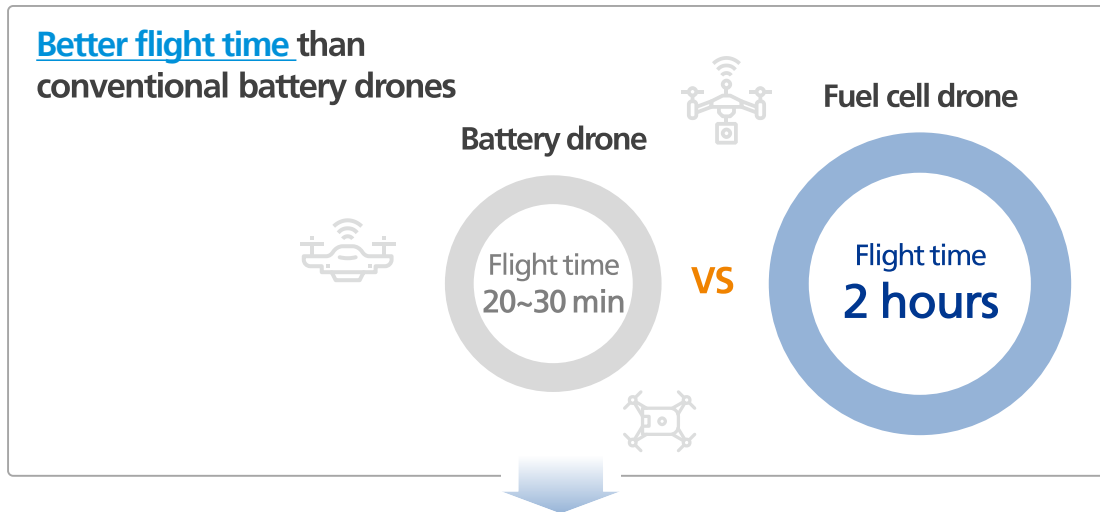 Better flight time than
conventional battery drones
Battery drone
Flight time
20~30 min
VS
Fuel cell drone
Flight time
2 hours